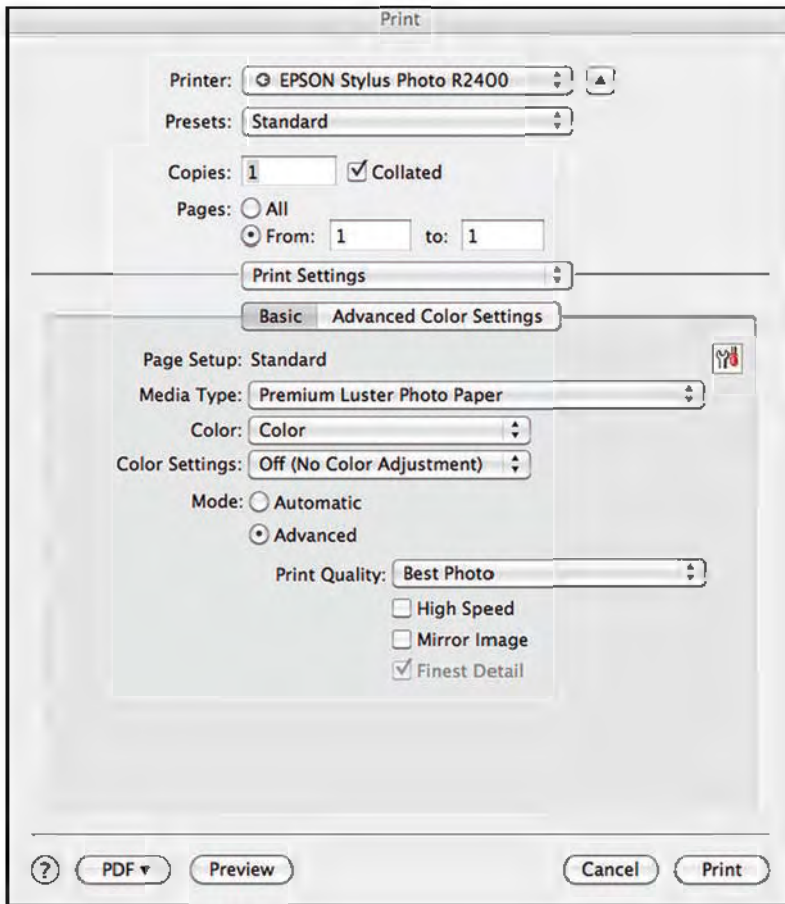 Print
Printer: EPSON Stylus Photo R2400
Presets: Standard
Copies: 1 Collated
Pages: All
From: 1 to: 1
Print Settings
Basic Advanced Color Settings
Page Setup: Standard
Media Type: Premium Luster Photo Paper
Color: Color
Color Settings: Off (No Color Adjustment)
Mode: Automatic
Advanced
Print Quality: Best Photo
High Speed
Mirror Image
Finest Detail
? PDF Preview Cancel Print